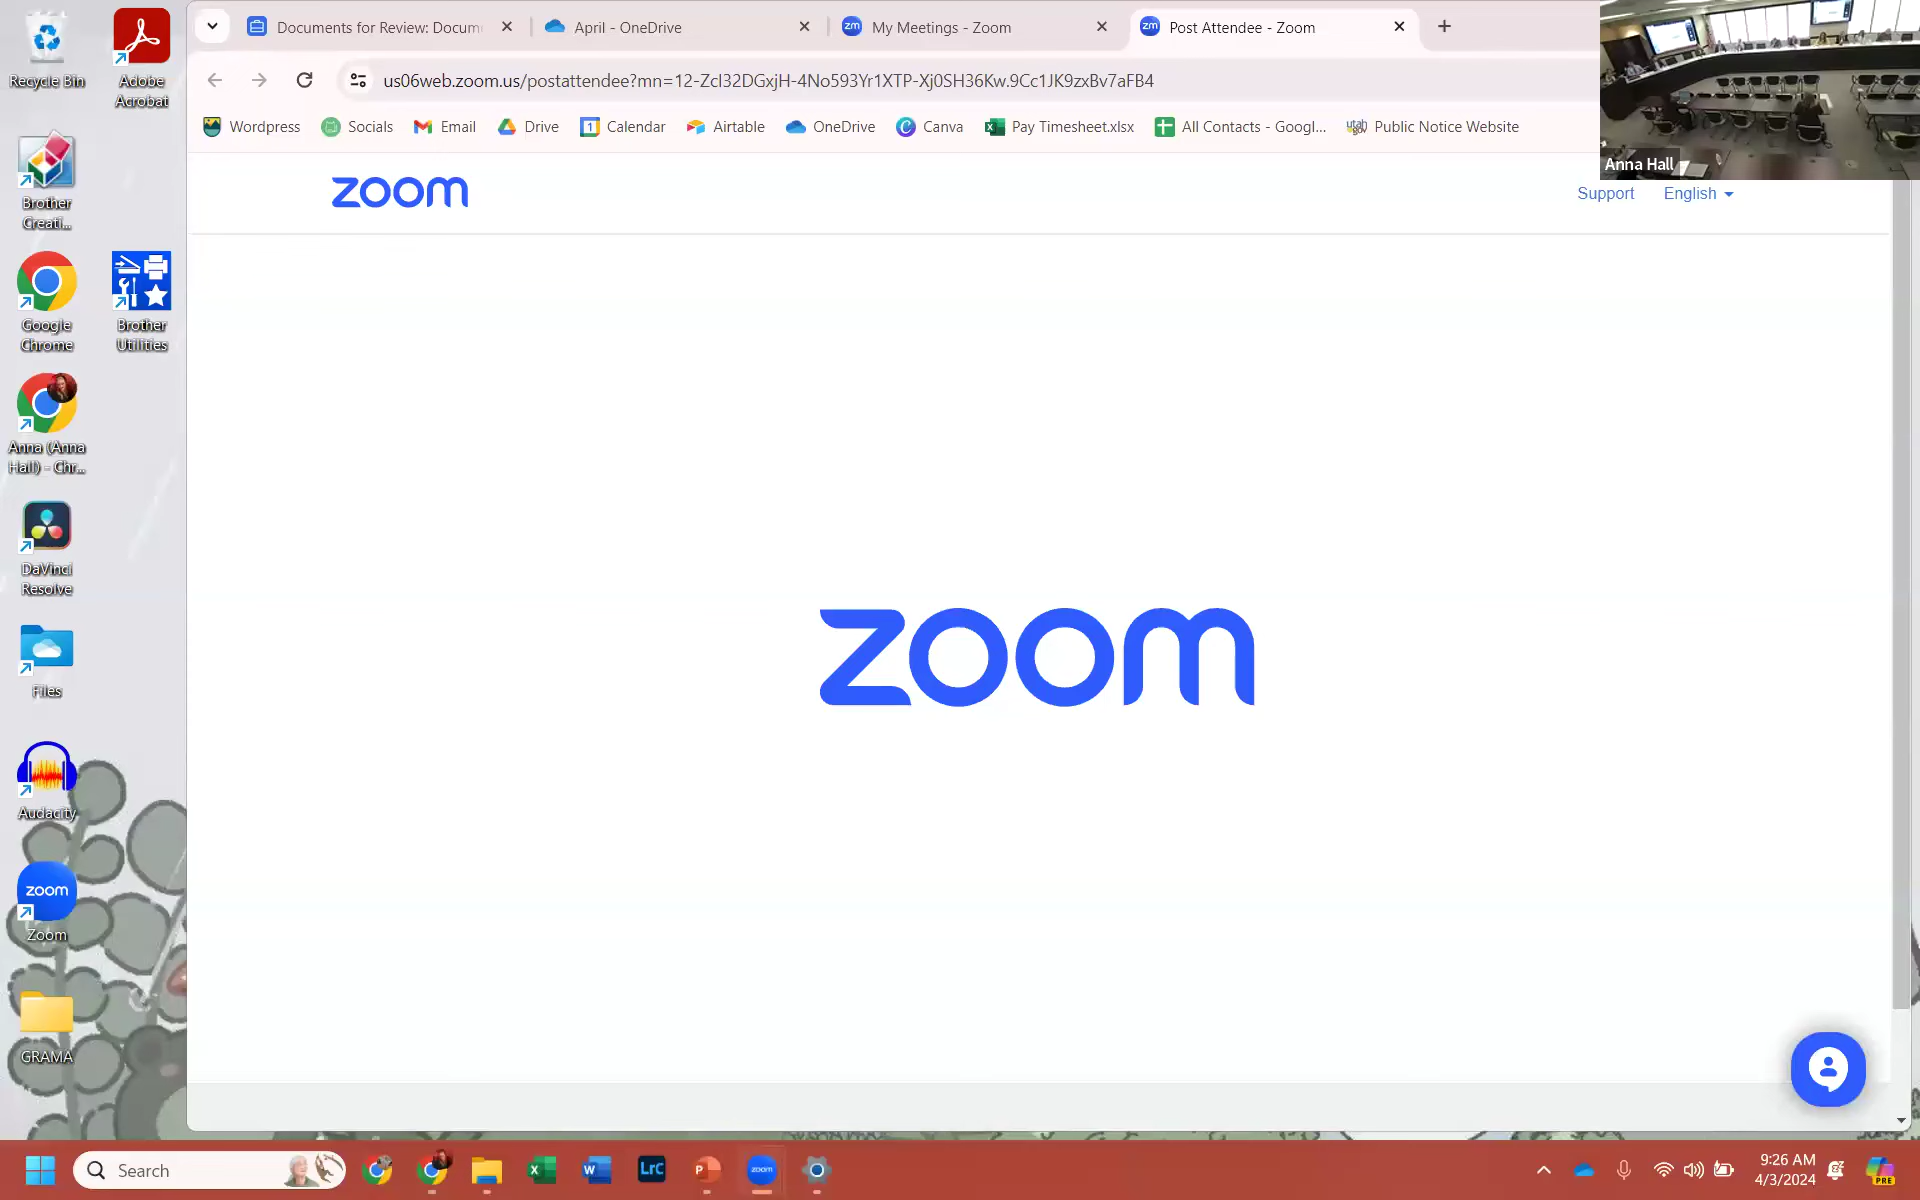 Documents for Review: Docum
April - OneDrive
My Meetings - Zoom
Post Attendee - Zoom
us06web.zoom.us/postattendee?mn=12-Zcl32DGxjH-4No593Yr1XTP-Xj0SH36Kw.9Cc1JK9zxBv7aFB4
Wordpress
Socials
Email
Drive
Calendar
Airtable
OneDrive
Canva
Pay Timesheet.xlsx
All Contacts - Googl...
Public Notice Website
Anna Hall
zoom
Support
English
zoom
Recycle Bin
Adobe
Acrobat
Brother
Creati...
Google
Chrome
Brother
Utilities
Anna (Anna
Hall) - Chr...
DaVinci
Resolve
Files
Audacity
zoom
Zoom
GRAMA
Search
LrC
zoom
9:26 AM
4/3/2024
PRE